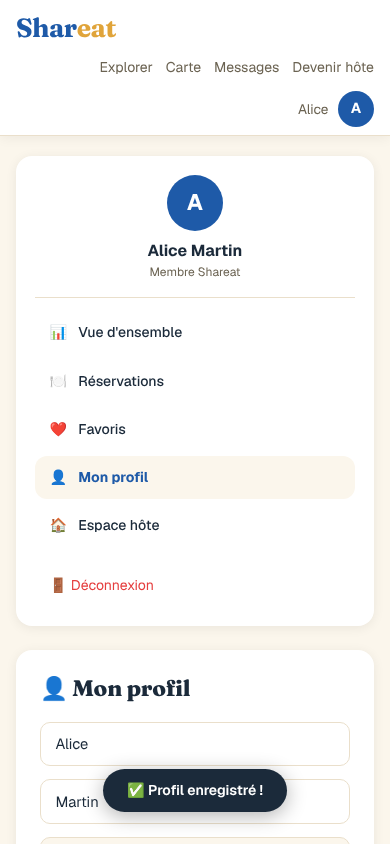 Shareat
Explorer Carte Messages Devenir hôte
Alice A
A
Alice Martin
Membre Shareat
📊 Vue d'ensemble
🍽️ Réservations
❤️ Favoris
👤 Mon profil
🏠 Espace hôte
🚪 Déconnexion
👤 Mon profil
Alice
Martin
✅ Profil enregistré !